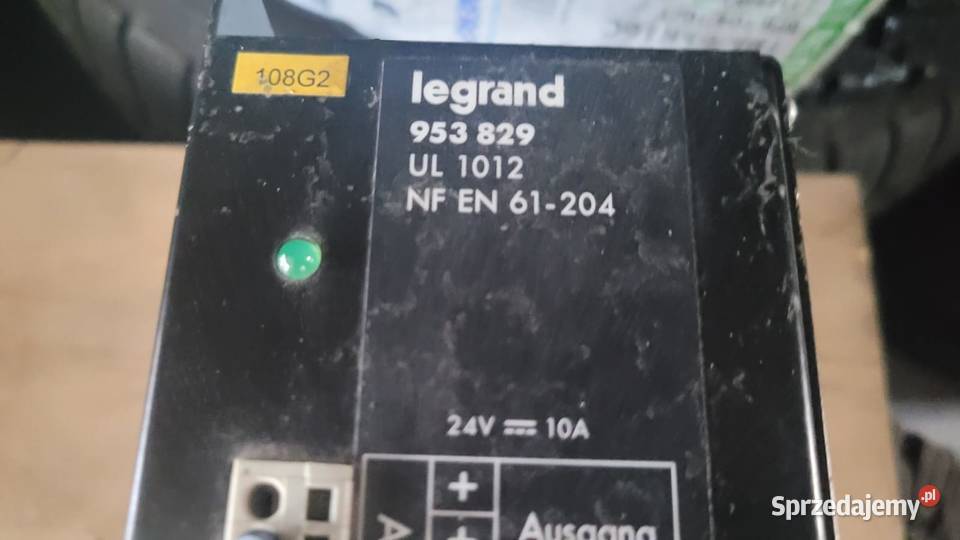 108G2
legrand
953 829
UL 1012
NF EN 61-204
24V ⎓ 10A
+
+
A
Ausgang
Sprzedajemy.pl